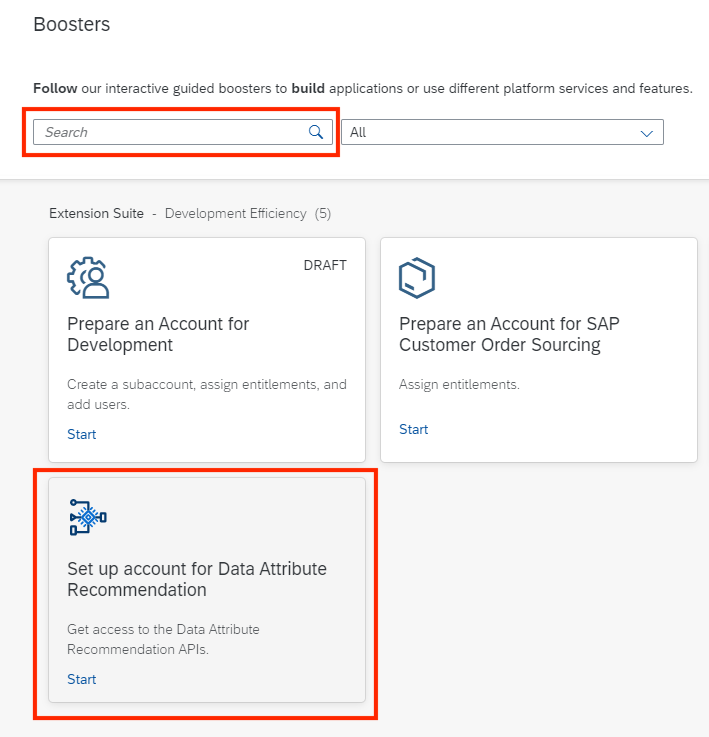 Boosters
Follow our interactive guided boosters to build applications or use different platform services and features.
Search
All
Extension Suite - Development Efficiency (5)
DRAFT
Prepare an Account for
Development
Create a subaccount, assign entitlements, and
add users.
Start
Prepare an Account for SAP
Customer Order Sourcing
Assign entitlements.
Start
Set up account for Data Attribute
Recommendation
Get access to the Data Attribute
Recommendation APIs.
Start